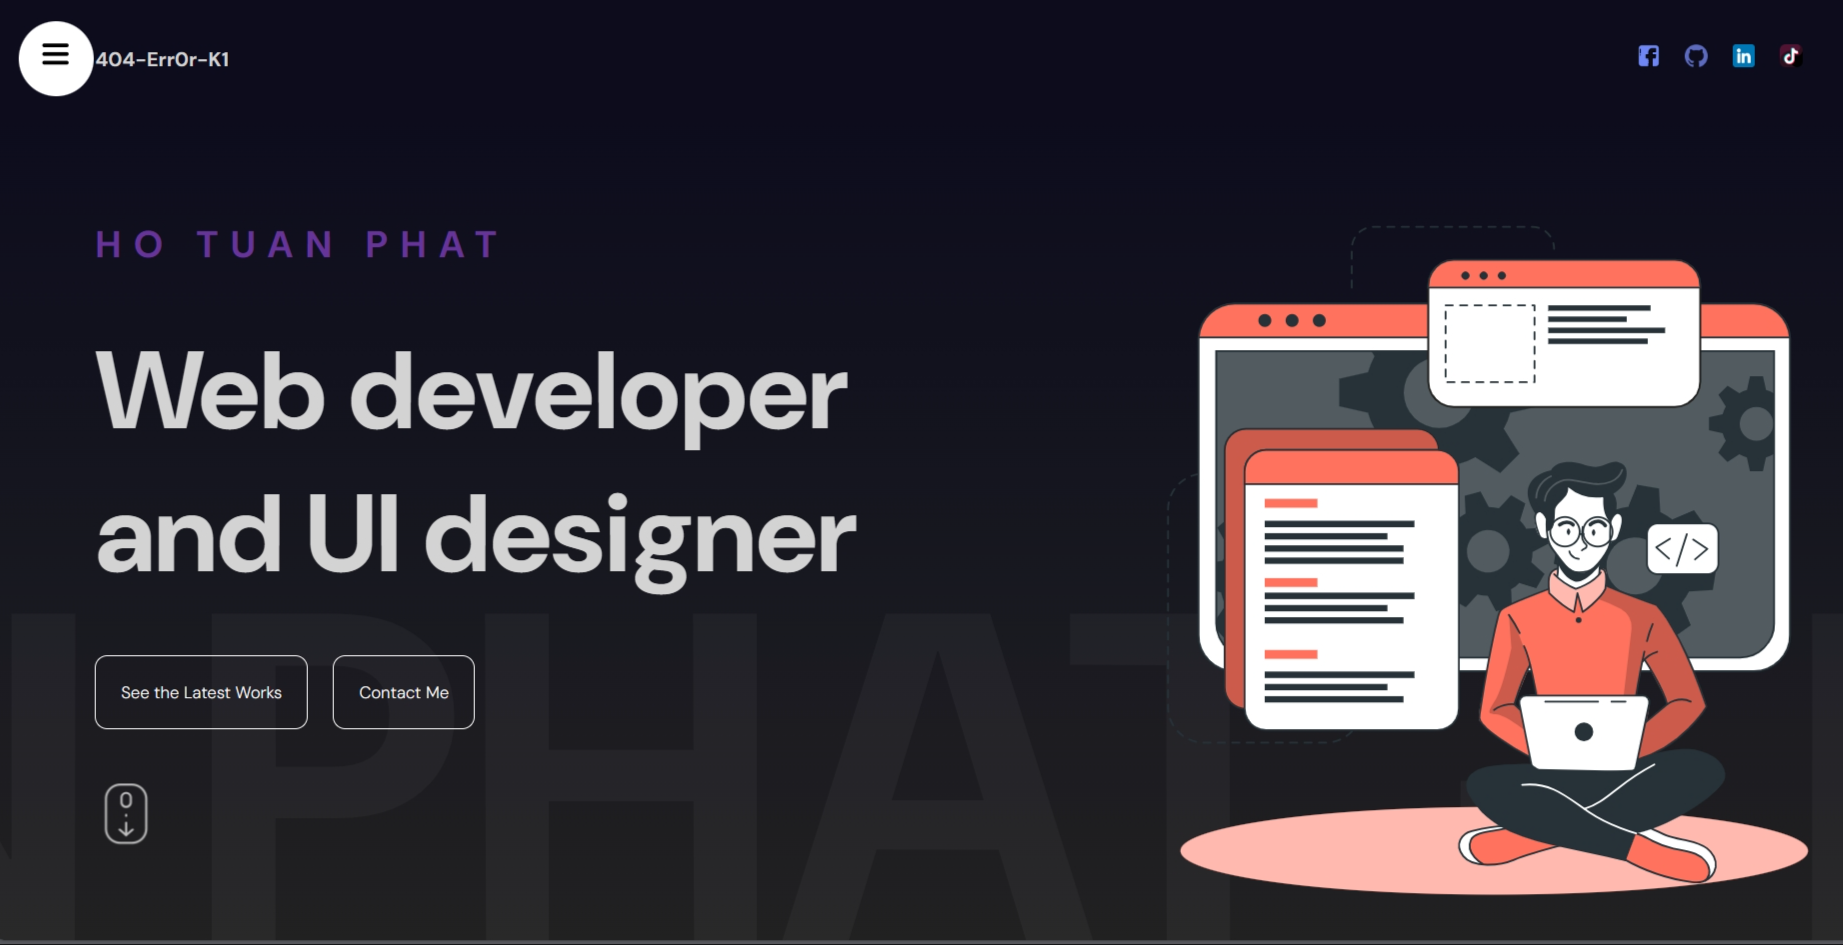 404-Err0r-K1
HO TUAN PHAT
Web developer
and UI designer
See the Latest Works
Contact Me
N PHAT